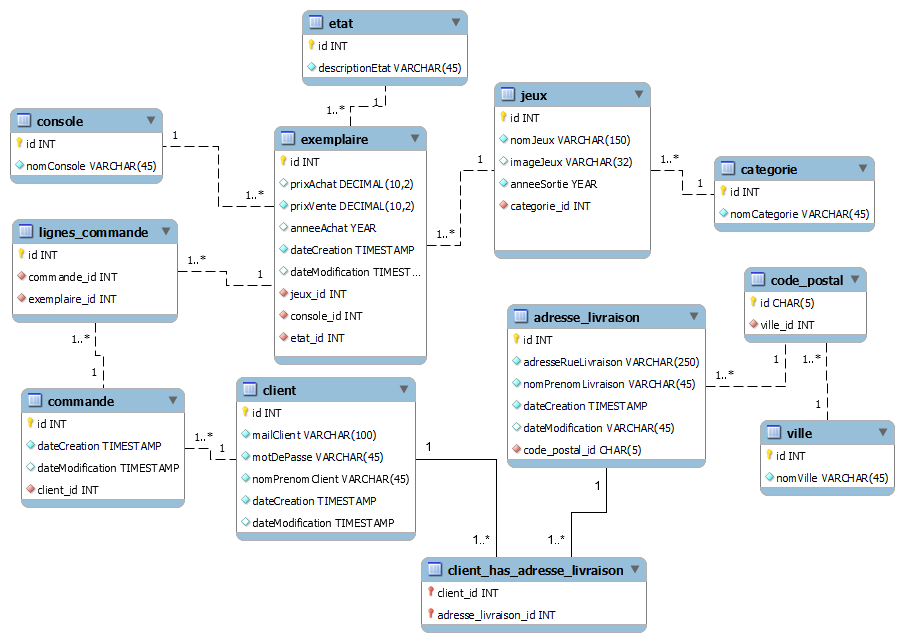 etat
id INT
descriptionEtat VARCHAR(45)
1
1..*
console
id INT
nomConsole VARCHAR(45)
1
1..*
exemplaire
id INT
prixAchat DECIMAL(10,2)
prixVente DECIMAL(10,2)
anneeAchat YEAR
dateCreation TIMESTAMP
dateModification TIMEST...
jeux_id INT
console_id INT
etat_id INT
1
1..*
jeux
id INT
nomJeux VARCHAR(150)
imageJeux VARCHAR(32)
anneeSortie YEAR
categorie_id INT
1..*
1
categorie
id INT
nomCategorie VARCHAR(45)
lignes_commande
id INT
commande_id INT
exemplaire_id INT
1..*
1
1..*
1
commande
id INT
dateCreation TIMESTAMP
dateModification TIMESTAMP
client_id INT
1..*
1
client
id INT
mailClient VARCHAR(100)
motDePasse VARCHAR(45)
nomPrenomClient VARCHAR(45)
dateCreation TIMESTAMP
dateModification TIMESTAMP
1
1..*
adresse_livraison
id INT
adresseRueLivraison VARCHAR(250)
nomPrenomLivraison VARCHAR(45)
dateCreation TIMESTAMP
dateModification VARCHAR(45)
code_postal_id CHAR(5)
1..*
1
code_postal
id CHAR(5)
ville_id INT
1..*
1
ville
id INT
nomVille VARCHAR(45)
1
1..*
client_has_adresse_livraison
client_id INT
adresse_livraison_id INT